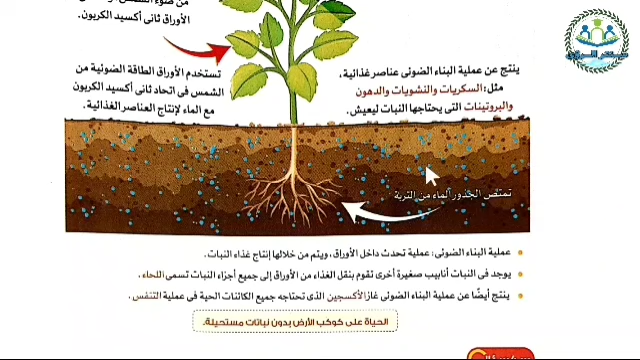 الأوراق ثانى أكسيد الكربون.
تستخدم الأوراق الطاقة الضوئية من
الشمس فى اتحاد ثانى أكسيد الكربون
مع الماء لإنتاج العناصر الغذائية.
ينتج عن عملية البناء الضوئى عناصر غذائية،
مثل: السكريات والنشويات والدهون
والبروتينات التى يحتاجها النبات ليعيش.
تمتص الجذور الماء من التربة
عملية البناء الضوئى: عملية تحدث داخل الأوراق، ويتم من خلالها إنتاج غذاء النبات.
يوجد فى النبات أنابيب صغيرة أخرى تقوم بنقل الغذاء من الأوراق إلى جميع أجزاء النبات تسمى اللحاء.
ينتج أيضًا عن عملية البناء الضوئى غاز الأكسجين الذى تحتاجه جميع الكائنات الحية فى عملية التنفس.
الحياة على كوكب الأرض بدون نباتات مستحيلة.